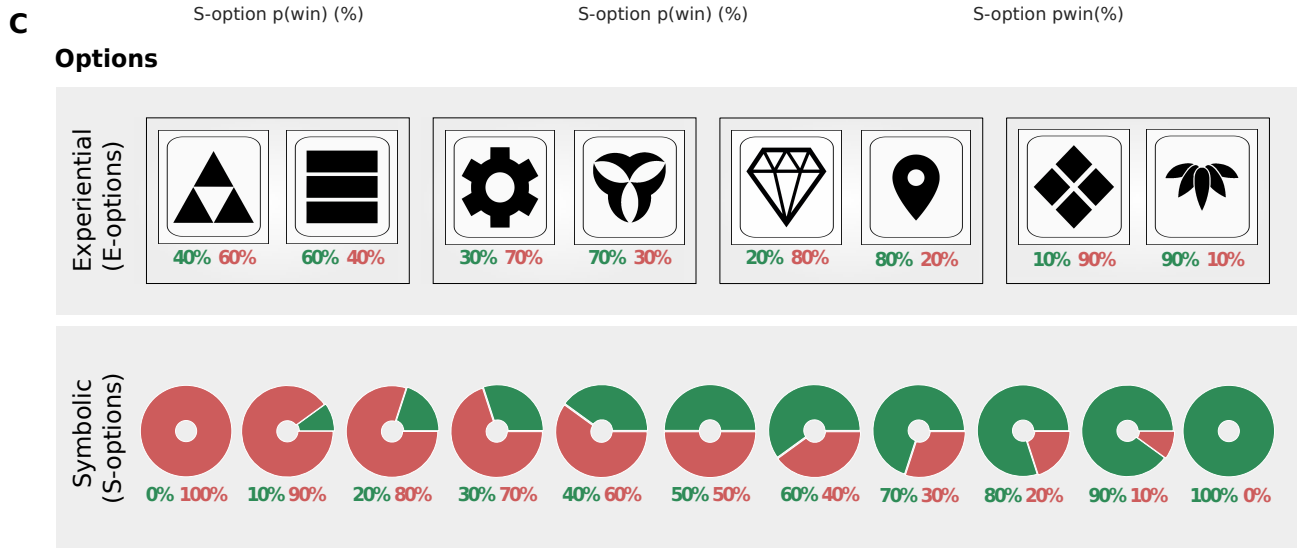 S-option p(win) (%) S-option p(win) (%) S-option pwin(%)
C
Options
Experiential
(E-options)
40% 60% 60% 40% 30% 70% 70% 30% 20% 80% 80% 20% 10% 90% 90% 10%
Symbolic
(S-options)
0% 100% 10% 90% 20% 80% 30% 70% 40% 60% 50% 50% 60% 40% 70% 30% 80% 20% 90% 10% 100% 0%